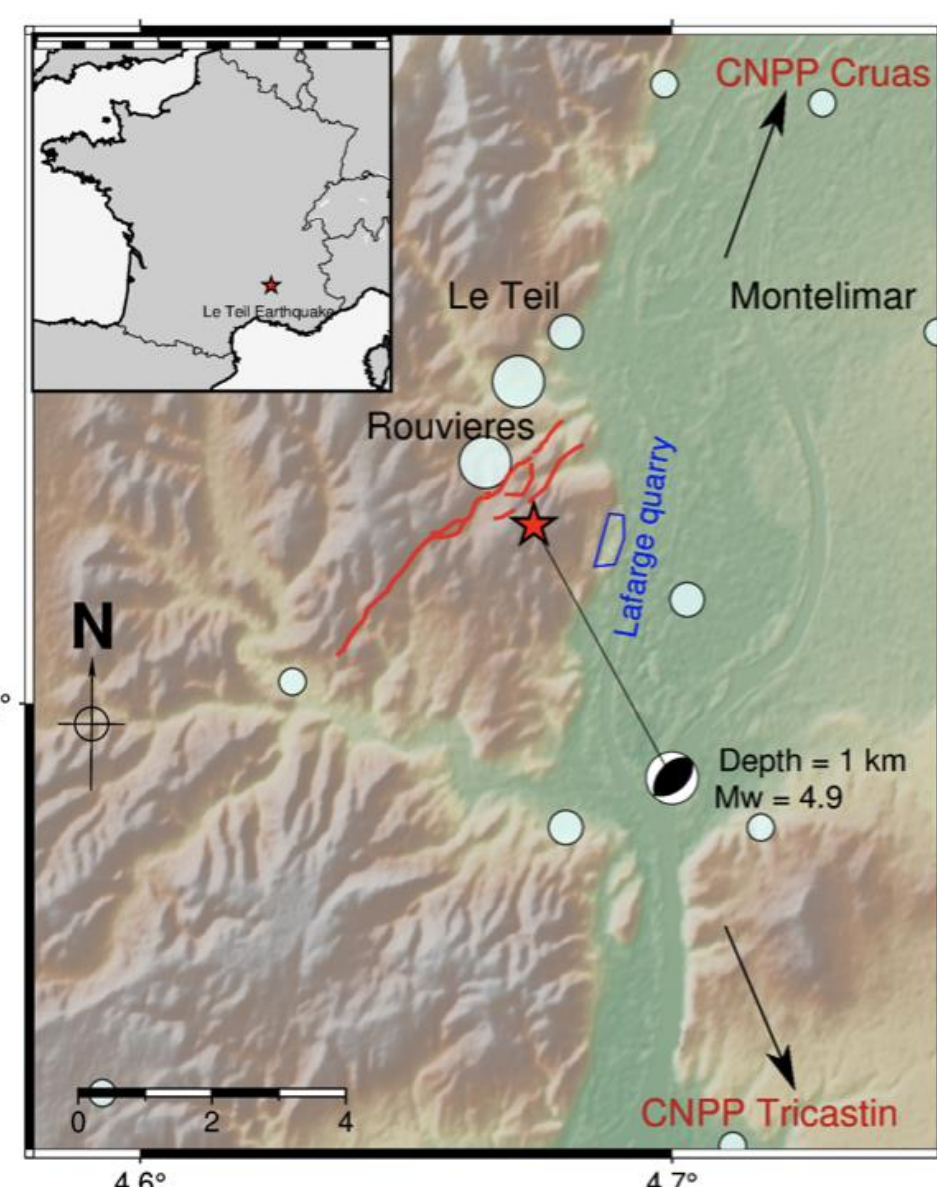 CNPP Cruas
Le Teil Earthquake
Le Teil
Montelimar
Rouvieres
Lafarge quarry
N
°
Depth = 1 km
Mw = 4.9
CNPP Tricastin
0 2 4
4.6° 4.7°